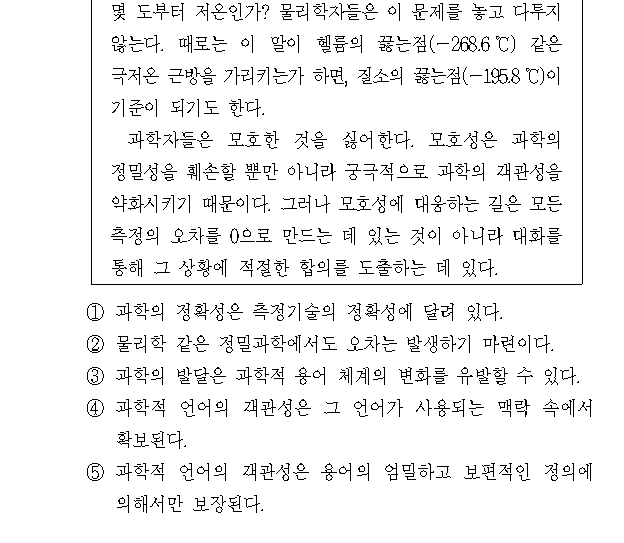 몇 도부터 저온인가? 물리학자들은 이 문제를 놓고 다투지
않는다. 때로는 이 말이 헬륨의 끓는점(-268.6℃) 같은
극저온 근방을 가리키는가 하면, 질소의 끓는점(-195.8℃)이
기준이 되기도 한다.
과학자들은 모호한 것을 싫어한다. 모호성은 과학의
정밀성을 훼손할 뿐만 아니라 궁극적으로 과학의 객관성을
약화시키기 때문이다. 그러나 모호성에 대응하는 길은 모든
측정의 오차를 0으로 만드는 데 있는 것이 아니라 대화를
통해 그 상황에 적절한 합의를 도출하는 데 있다.
① 과학의 정확성은 측정기술의 정확성에 달려 있다.
② 물리학 같은 정밀과학에서도 오차는 발생하기 마련이다.
③ 과학의 발달은 과학적 용어 체계의 변화를 유발할 수 있다.
④ 과학적 언어의 객관성은 그 언어가 사용되는 맥락 속에서
확보된다.
⑤ 과학적 언어의 객관성은 용어의 엄밀하고 보편적인 정의에
의해서만 보장된다.